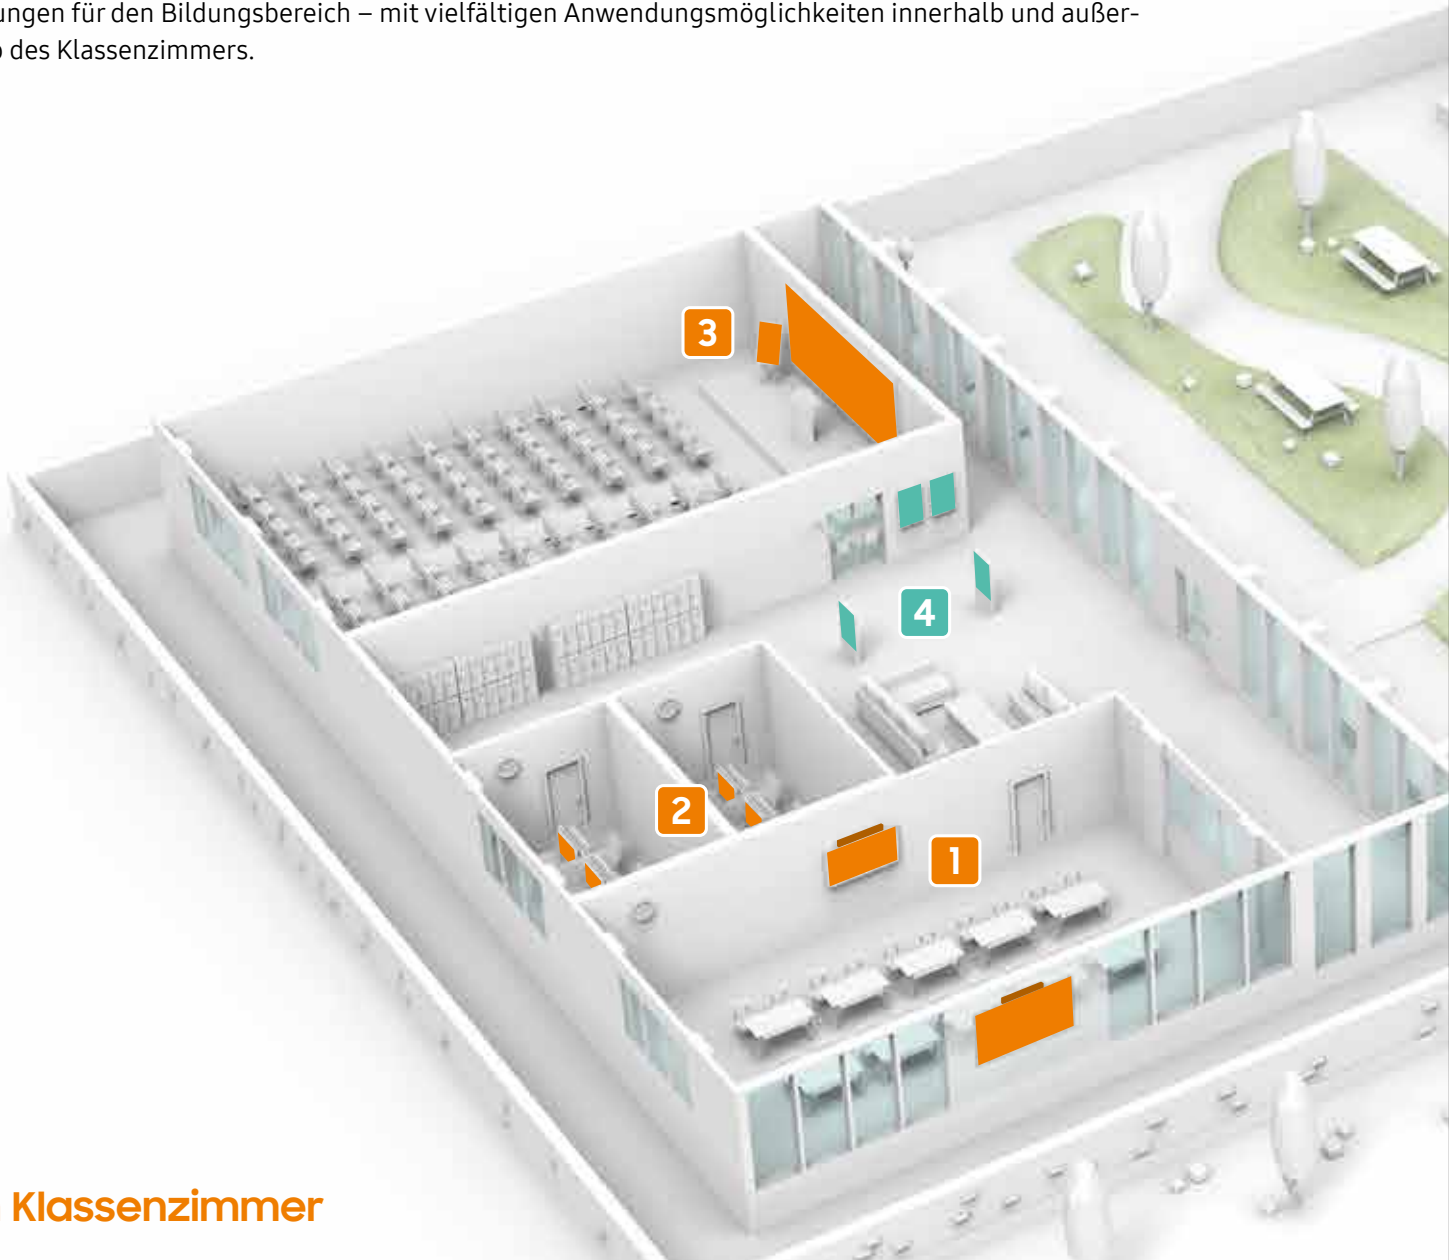 ungen für den Bildungsbereich – mit vielfältigen Anwendungsmöglichkeiten innerhalb und außer-
des Klassenzimmers.
3
4
2
1
Klassenzimmer